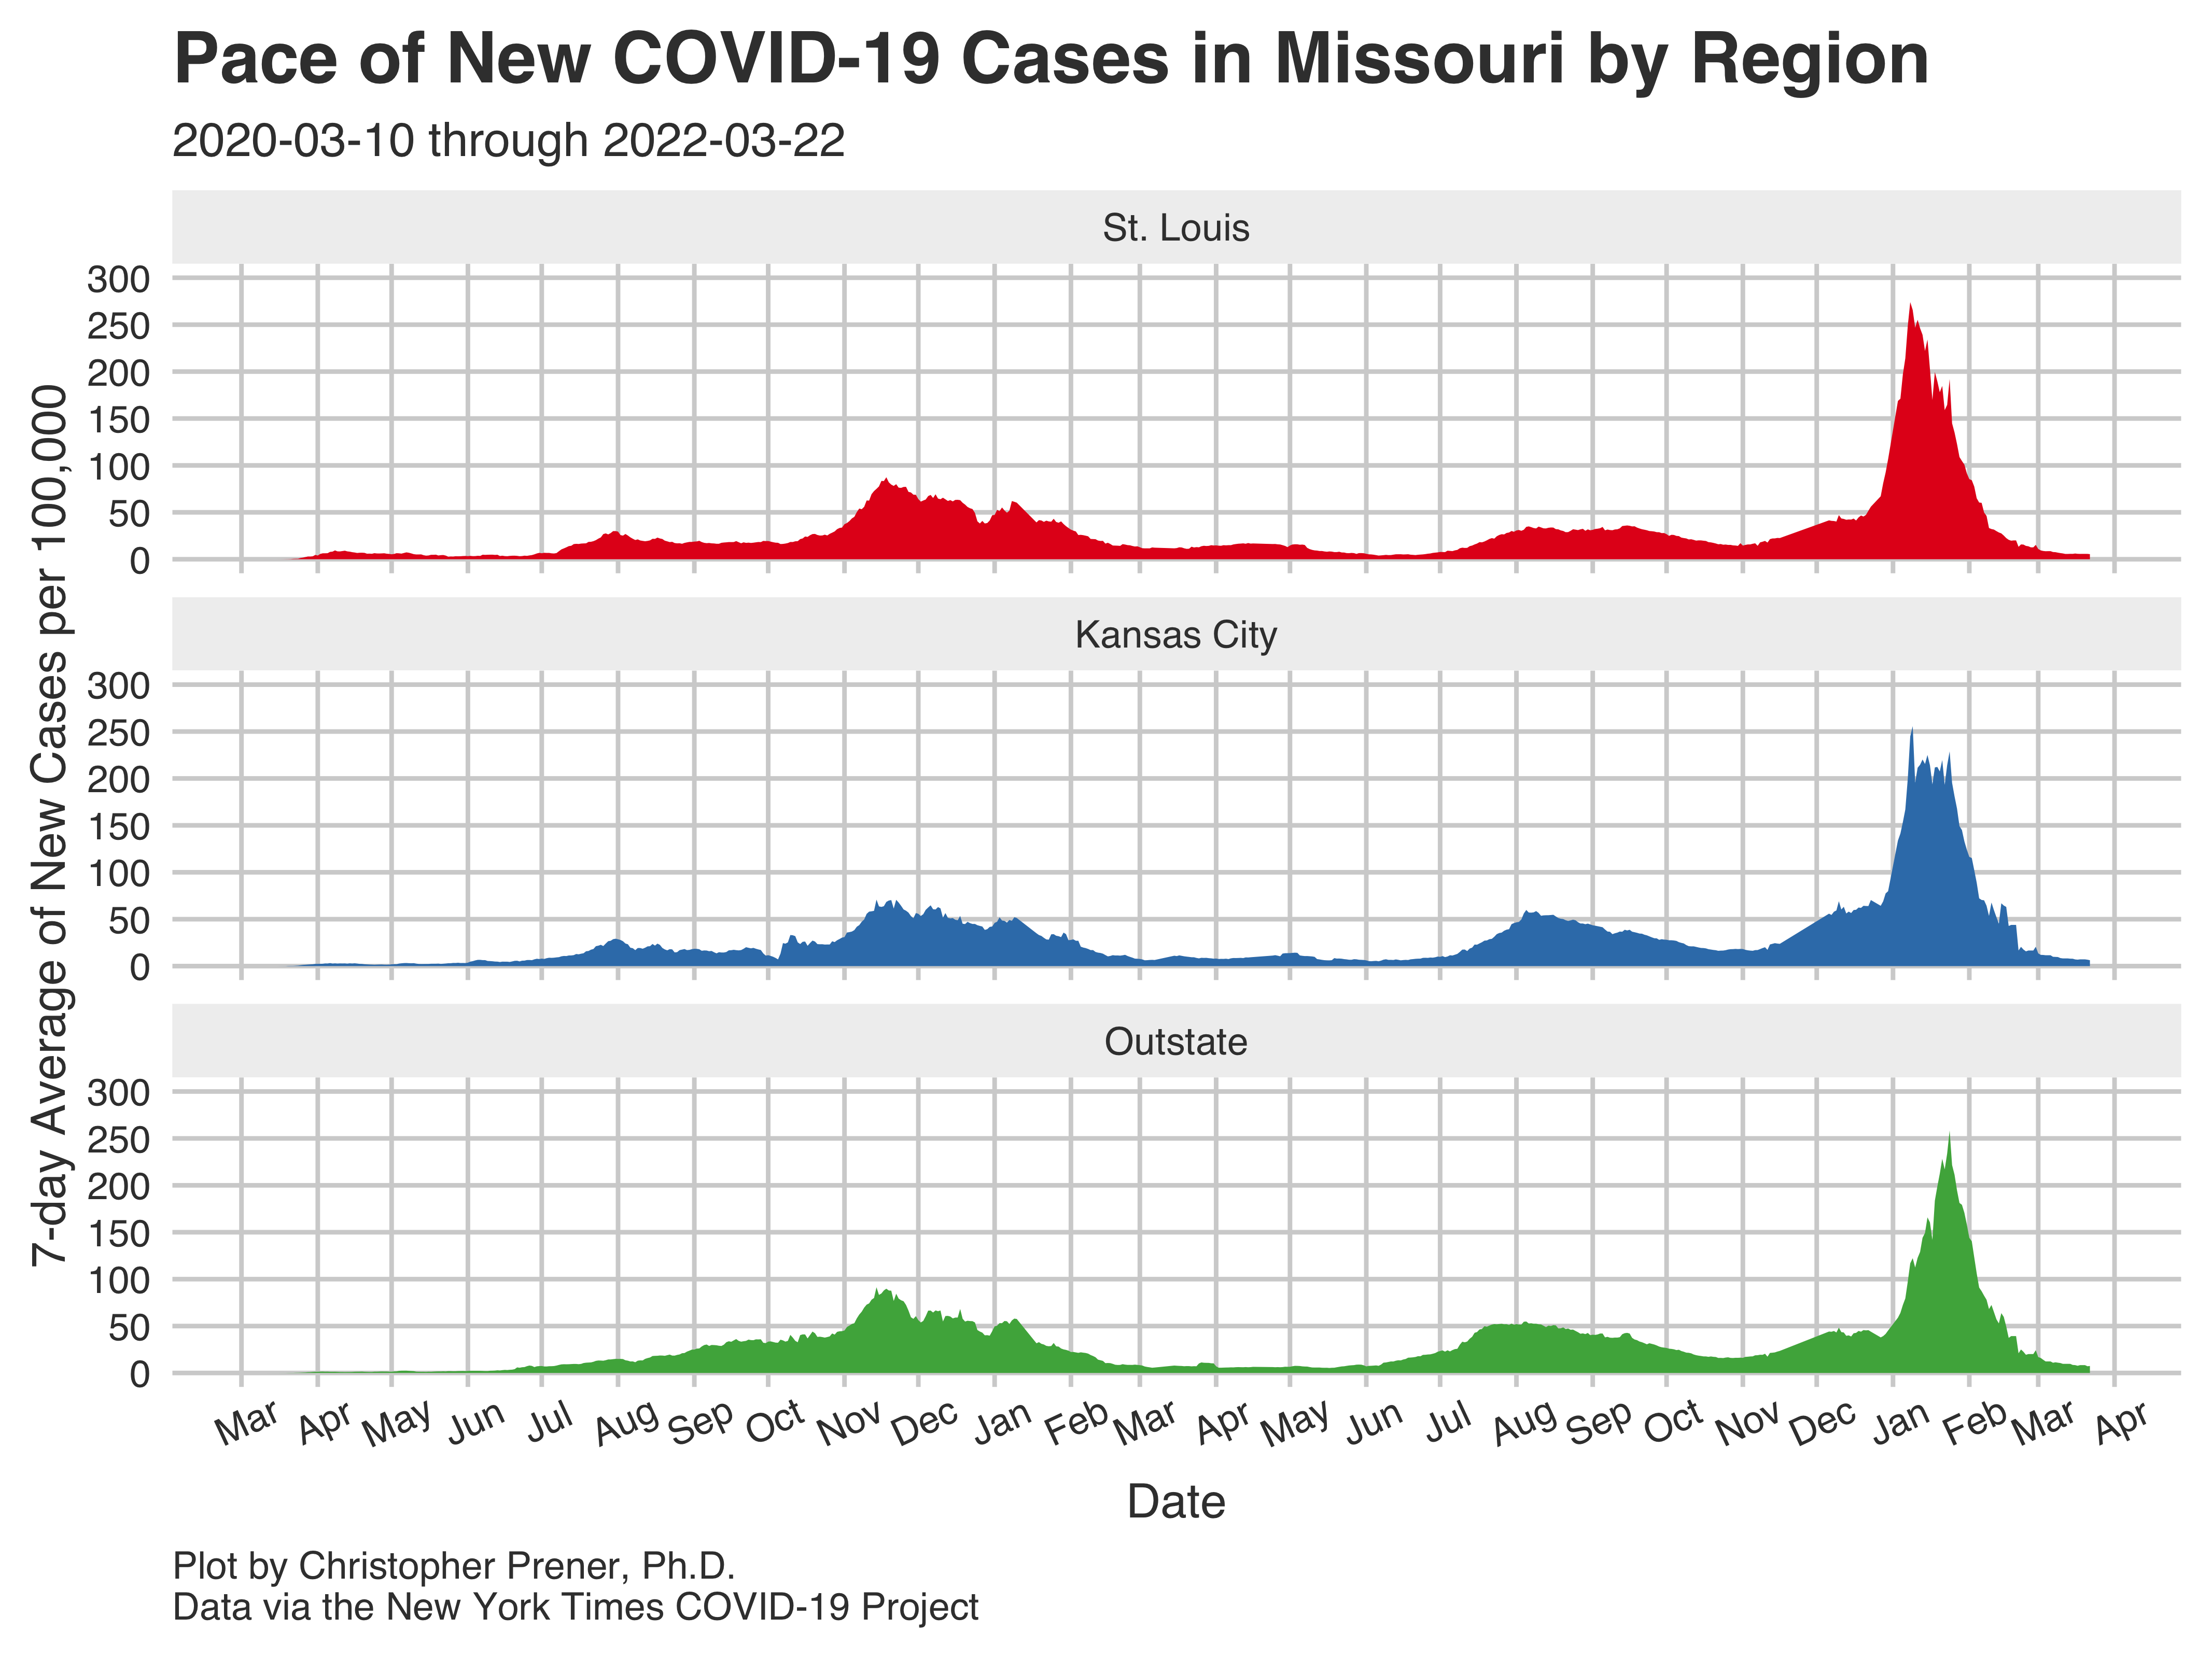 Pace of New COVID-19 Cases in Missouri by Region
2020-03-10 through 2022-03-22
7-day Average of New Cases per 100,000
St. Louis
300
250
200
150
100
50
0
Kansas City
300
250
200
150
100
50
0
Outstate
300
250
200
150
100
50
0
Mar Apr May Jun Jul Aug Sep Oct Nov Dec Jan Feb Mar Apr May Jun Jul Aug Sep Oct Nov Dec Jan Feb Mar Apr
Date
Plot by Christopher Prener, Ph.D.
Data via the New York Times COVID-19 Project